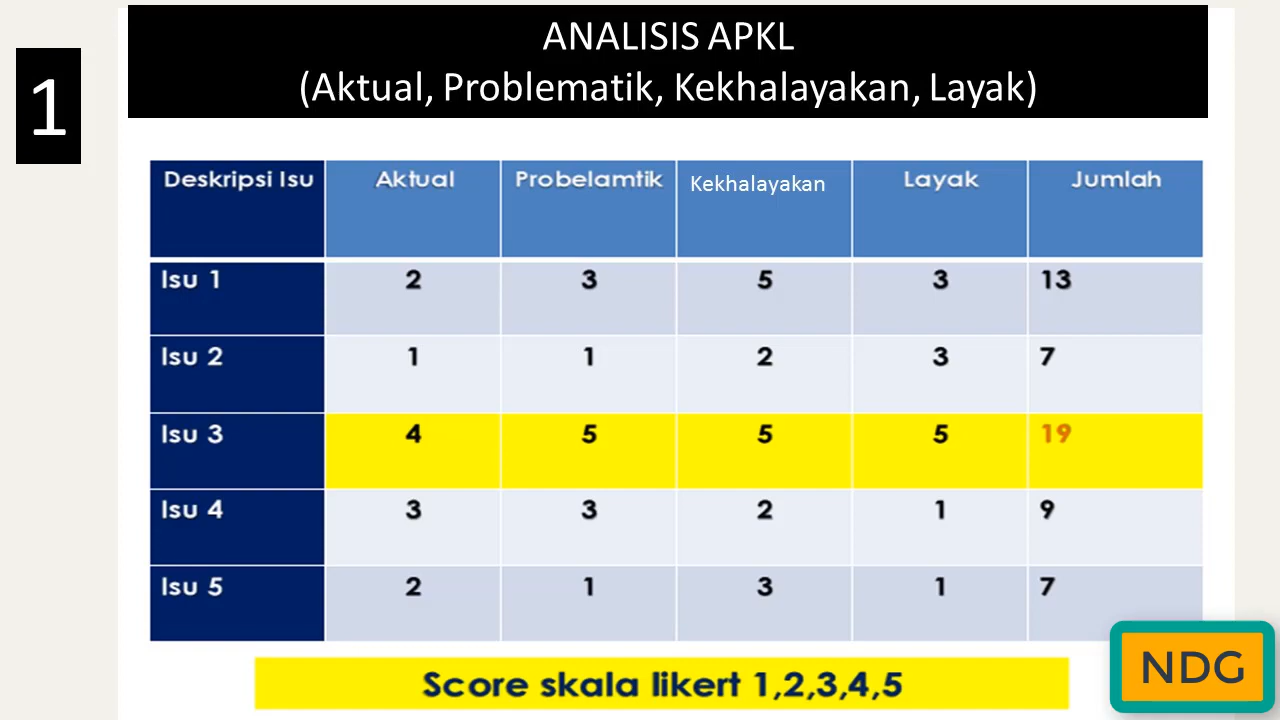 1
ANALISIS APKL
(Aktual, Problematik, Kekhalayakan, Layak)
Deskripsi Isu Aktual Probelamtik Kekhalayakan Layak Jumlah
Isu 1 2 3 5 3 13
Isu 2 1 1 2 3 7
Isu 3 4 5 5 5 19
Isu 4 3 3 2 1 9
Isu 5 2 1 3 1 7
Score skala likert 1,2,3,4,5
NDG